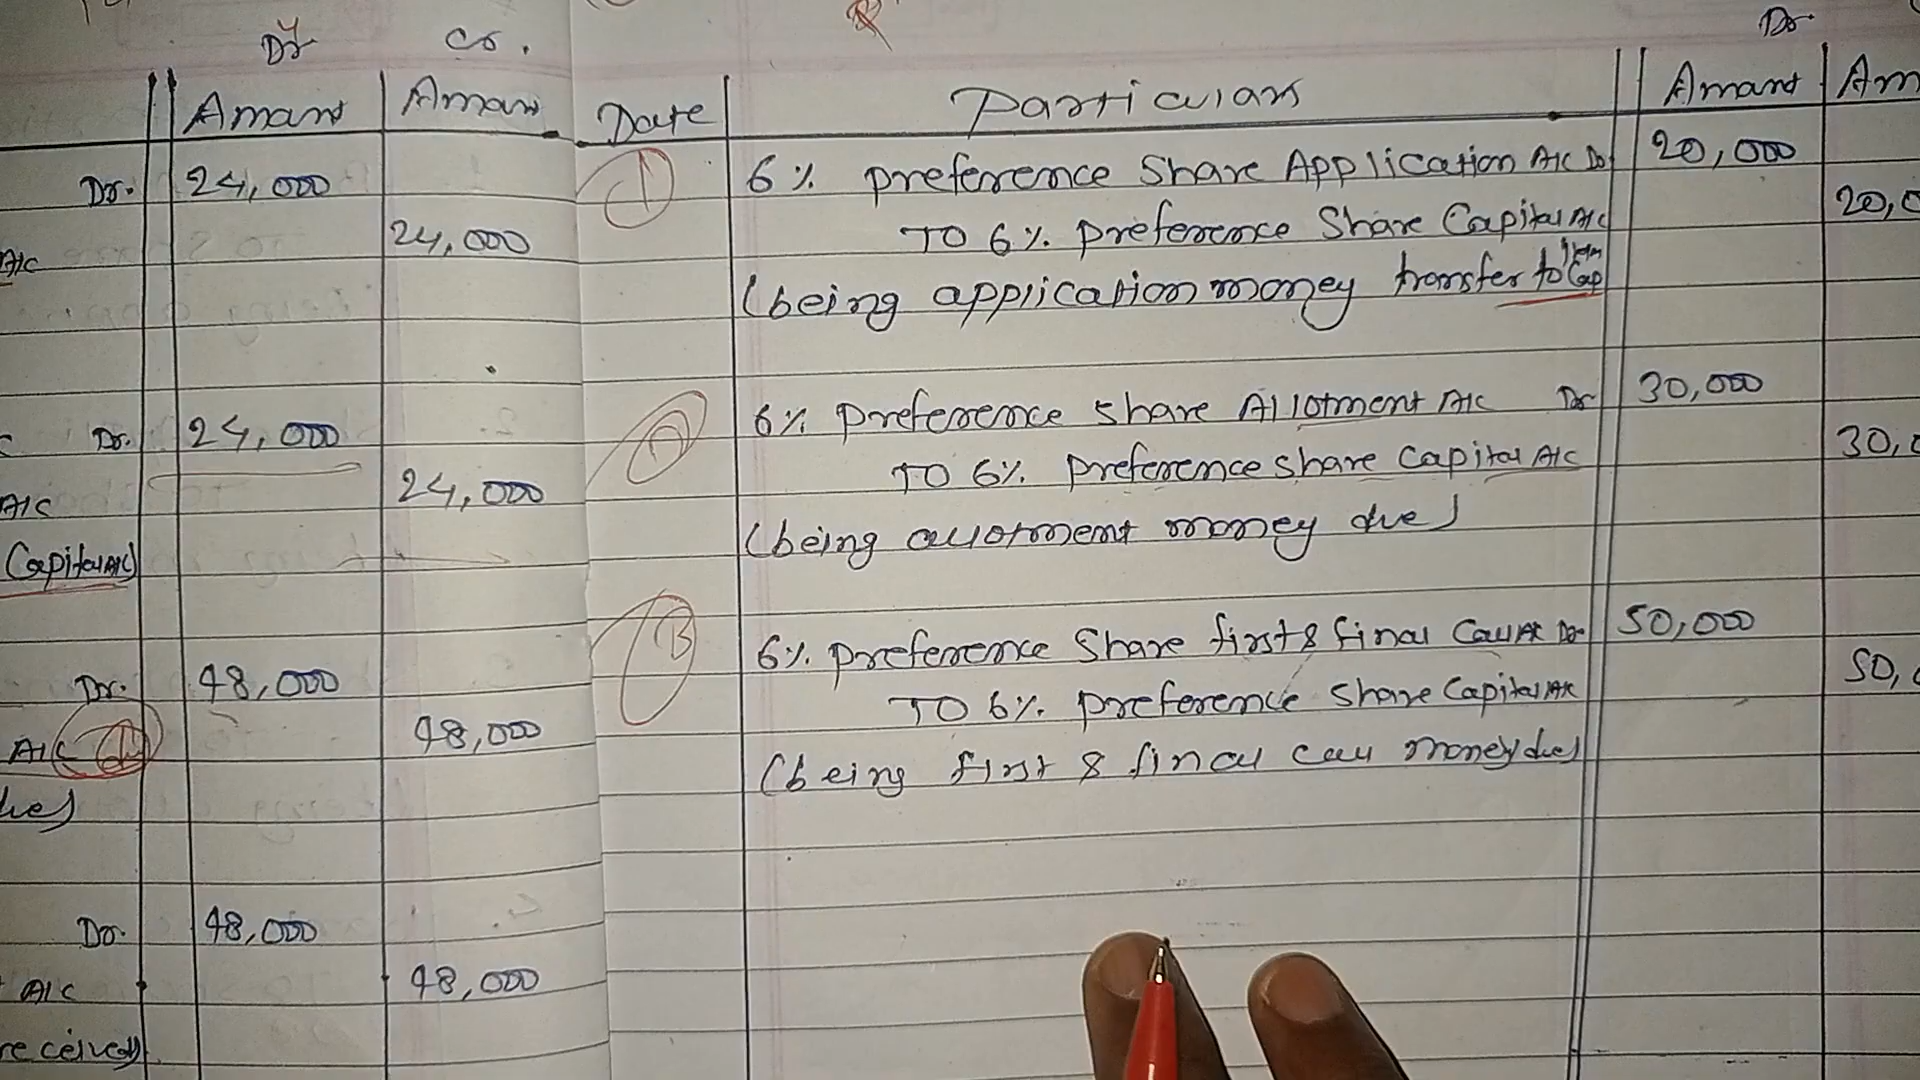 Dr Cr.
Amount Amount
Dr. 24,000
24,000
A/C
Dr. 24,000
24,000
A/C
Capital A/C)
Dr. 48,000
48,000
A/C
due)
Dr. 48,000
48,000
A/C
received)
Dr.
Date Particulars Amount Am
1 6% preference Share Application A/C Dr 20,000
TO 6% preference Share Capital A/C 20,0
(being application money transfer to Cap
6% preference share Allotment A/C Dr 30,000
TO 6% preference share capital A/C 30,0
(being allotment money due)
3 6% preference Share first & final Call A/C Dr 50,000
TO 6% preference Share Capital A/C 50,0
(being first & final call money due)